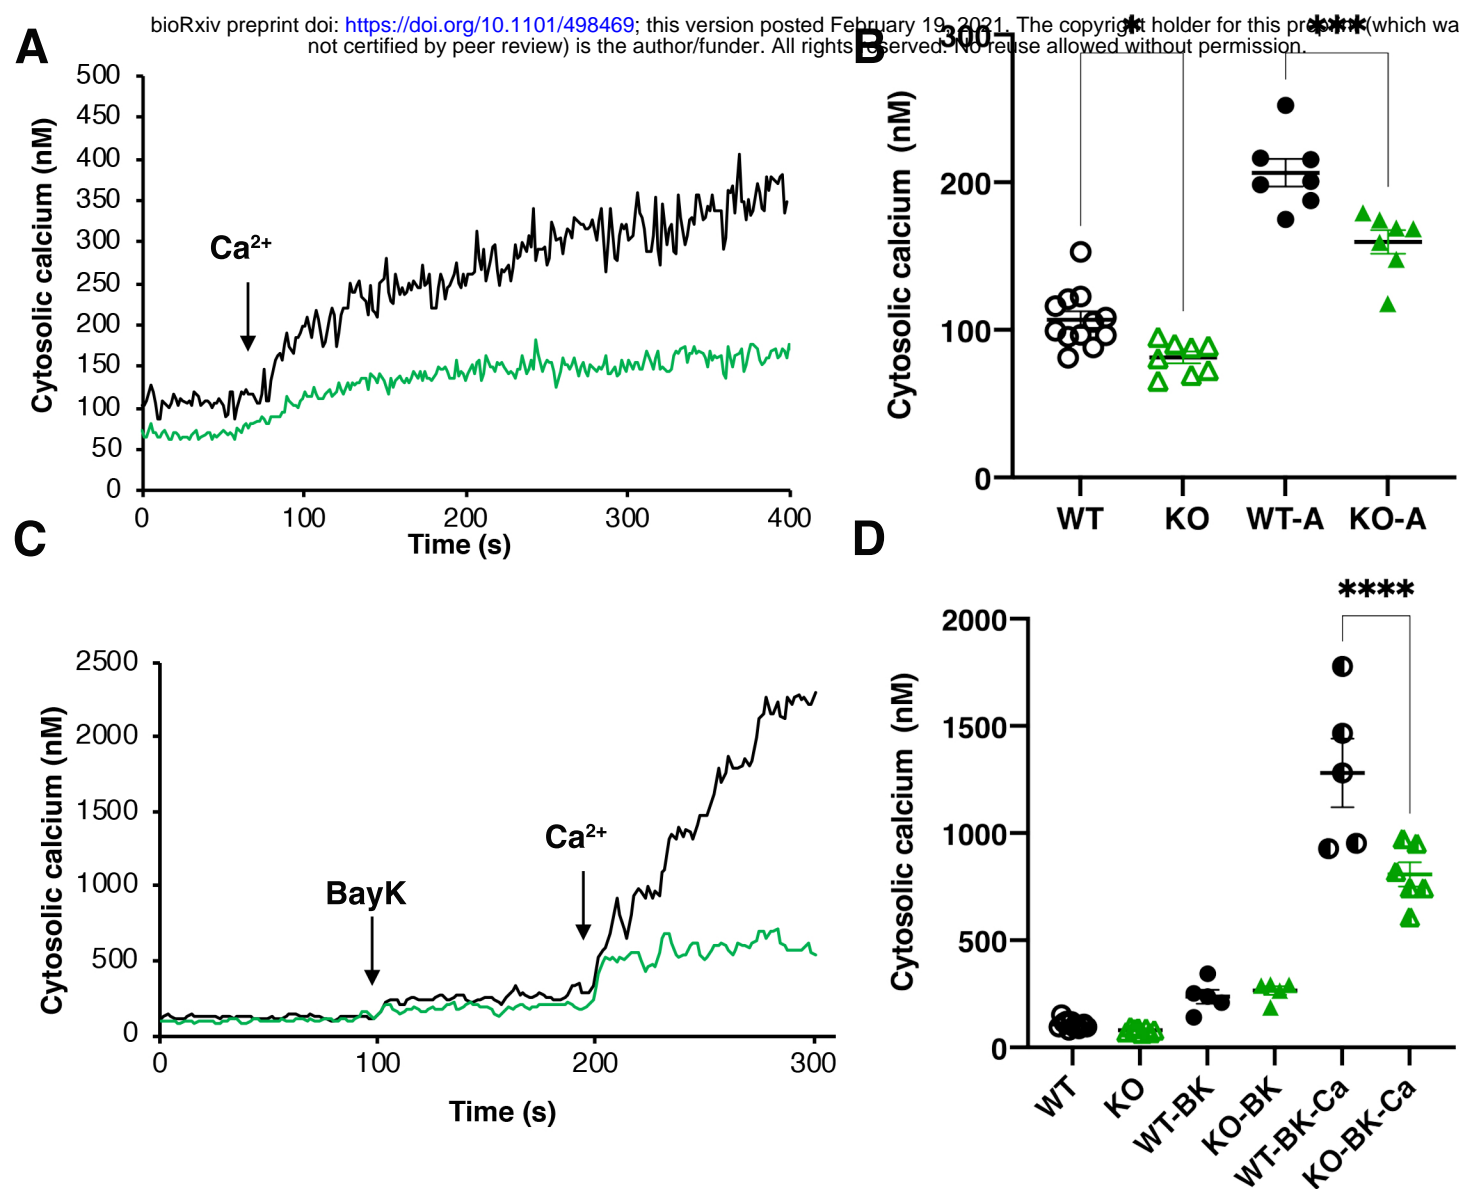 bioRxiv preprint doi: https://doi.org/10.1101/498469; this version posted February 19, 2021. The copyright holder for this preprint (which wa
not certified by peer review) is the author/funder. All rights reserved. No reuse allowed without permission.
A
500
450
400
350
300
250
200
150
100
50
0
Cytosolic calcium (nM)
Ca2+
0 100 200 300 400
Time (s)
B
* ***
300
200
100
0
Cytosolic calcium (nM)
WT KO WT-A KO-A
C
2500
2000
1500
1000
500
0
Cytosolic calcium (nM)
BayK
Ca2+
0 100 200 300
Time (s)
D
****
2000
1500
1000
500
0
Cytosolic calcium (nM)
WT
KO
WT-BK
KO-BK
WT-BK-Ca
KO-BK-Ca